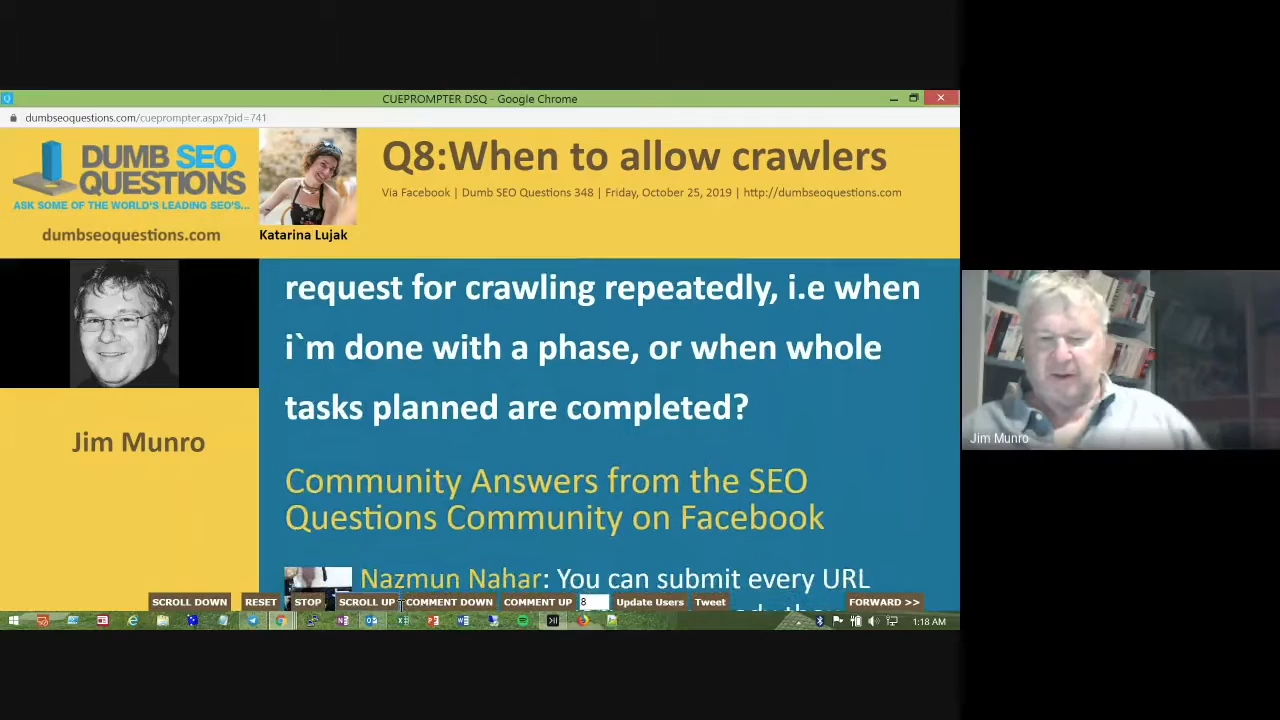 CUEPROMPTER DSQ - Google Chrome
dumbseoquestions.com/cueprompter.aspx?pid=741
DUMB SEO
QUESTIONS
ASK SOME OF THE WORLD'S LEADING SEO'S...
dumbseoquestions.com
Katarina Lujak
Q8:When to allow crawlers
Via Facebook | Dumb SEO Questions 348 | Friday, October 25, 2019 | http://dumbseoquestions.com
Jim Munro
request for crawling repeatedly, i.e when
i`m done with a phase, or when whole
tasks planned are completed?
Community Answers from the SEO
Questions Community on Facebook
Nazmun Nahar: You can submit every URL
SCROLL DOWN RESET STOP SCROLL UP COMMENT DOWN COMMENT UP 8 Update Users Tweet FORWARD >>
1:18 AM
Jim Munro